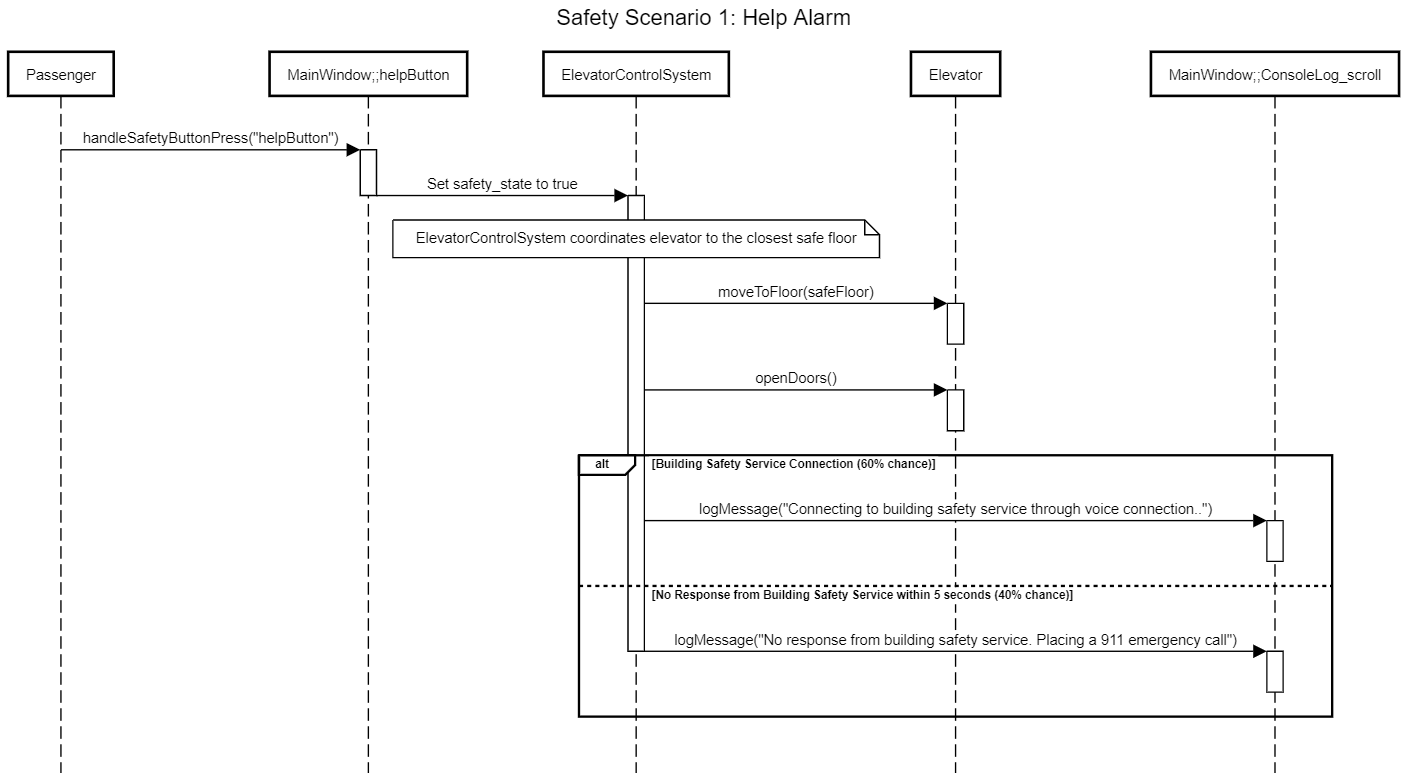 Safety Scenario 1: Help Alarm
Passenger
MainWindow;;helpButton
ElevatorControlSystem
Elevator
MainWindow;;ConsoleLog_scroll
handleSafetyButtonPress("helpButton")
Set safety_state to true
ElevatorControlSystem coordinates elevator to the closest safe floor
moveToFloor(safeFloor)
openDoors()
alt
[Building Safety Service Connection (60% chance)]
logMessage("Connecting to building safety service through voice connection..")
[No Response from Building Safety Service within 5 seconds (40% chance)]
logMessage("No response from building safety service. Placing a 911 emergency call")